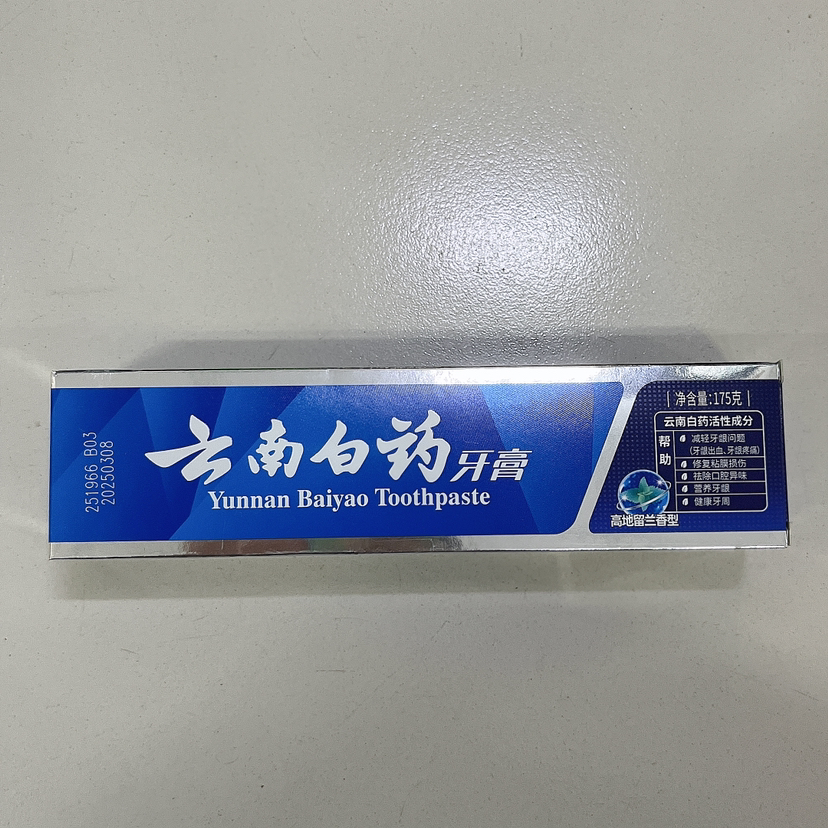 251966 B03
20250308
云南白药牙膏
Yunnan Baiyao Toothpaste
净含量:175克
云南白药活性成分
帮助
减轻牙龈问题
(牙龈出血、牙龈疼痛)
修复粘膜损伤
祛除口腔异味
营养牙龈
健康牙周
高地留兰香型